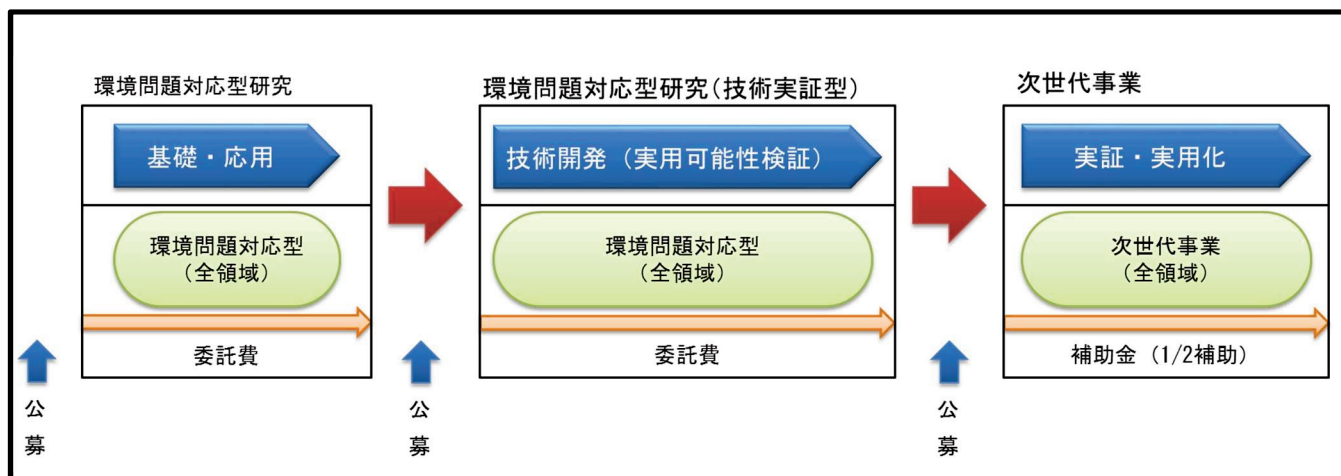 環境問題対応型研究
基礎・応用
環境問題対応型
(全領域)
委託費
公
募
環境問題対応型研究(技術実証型)
技術開発(実用可能性検証)
環境問題対応型
(全領域)
委託費
公
募
次世代事業
実証・実用化
次世代事業
(全領域)
補助金(1/2補助)
公
募